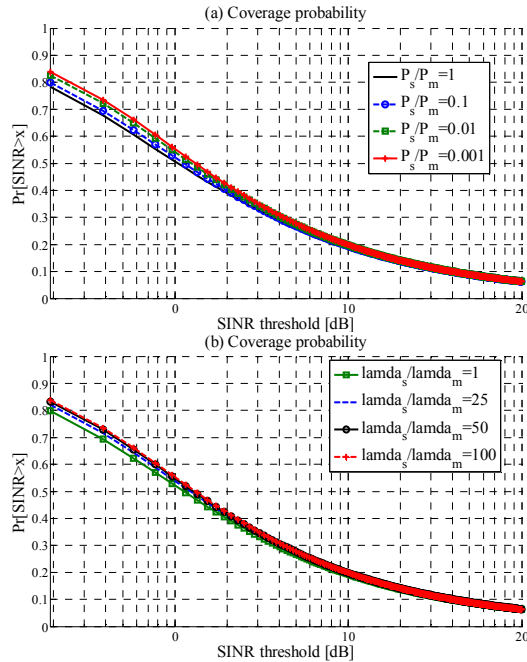 (a) Coverage probability
1
0.9
0.8
0.7
0.6
0.5
0.4
0.3
0.2
0.1
0
Pr[SINR>x]
P_s/P_m=1
P_s/P_m=0.1
P_s/P_m=0.01
P_s/P_m=0.001
0 10 20
SINR threshold [dB]
(b) Coverage probability
1
0.9
0.8
0.7
0.6
0.5
0.4
0.3
0.2
0.1
0
Pr[SINR>x]
lamda_s/lamda_m=1
lamda_s/lamda_m=25
lamda_s/lamda_m=50
lamda_s/lamda_m=100
0 10 20
SINR threshold [dB]